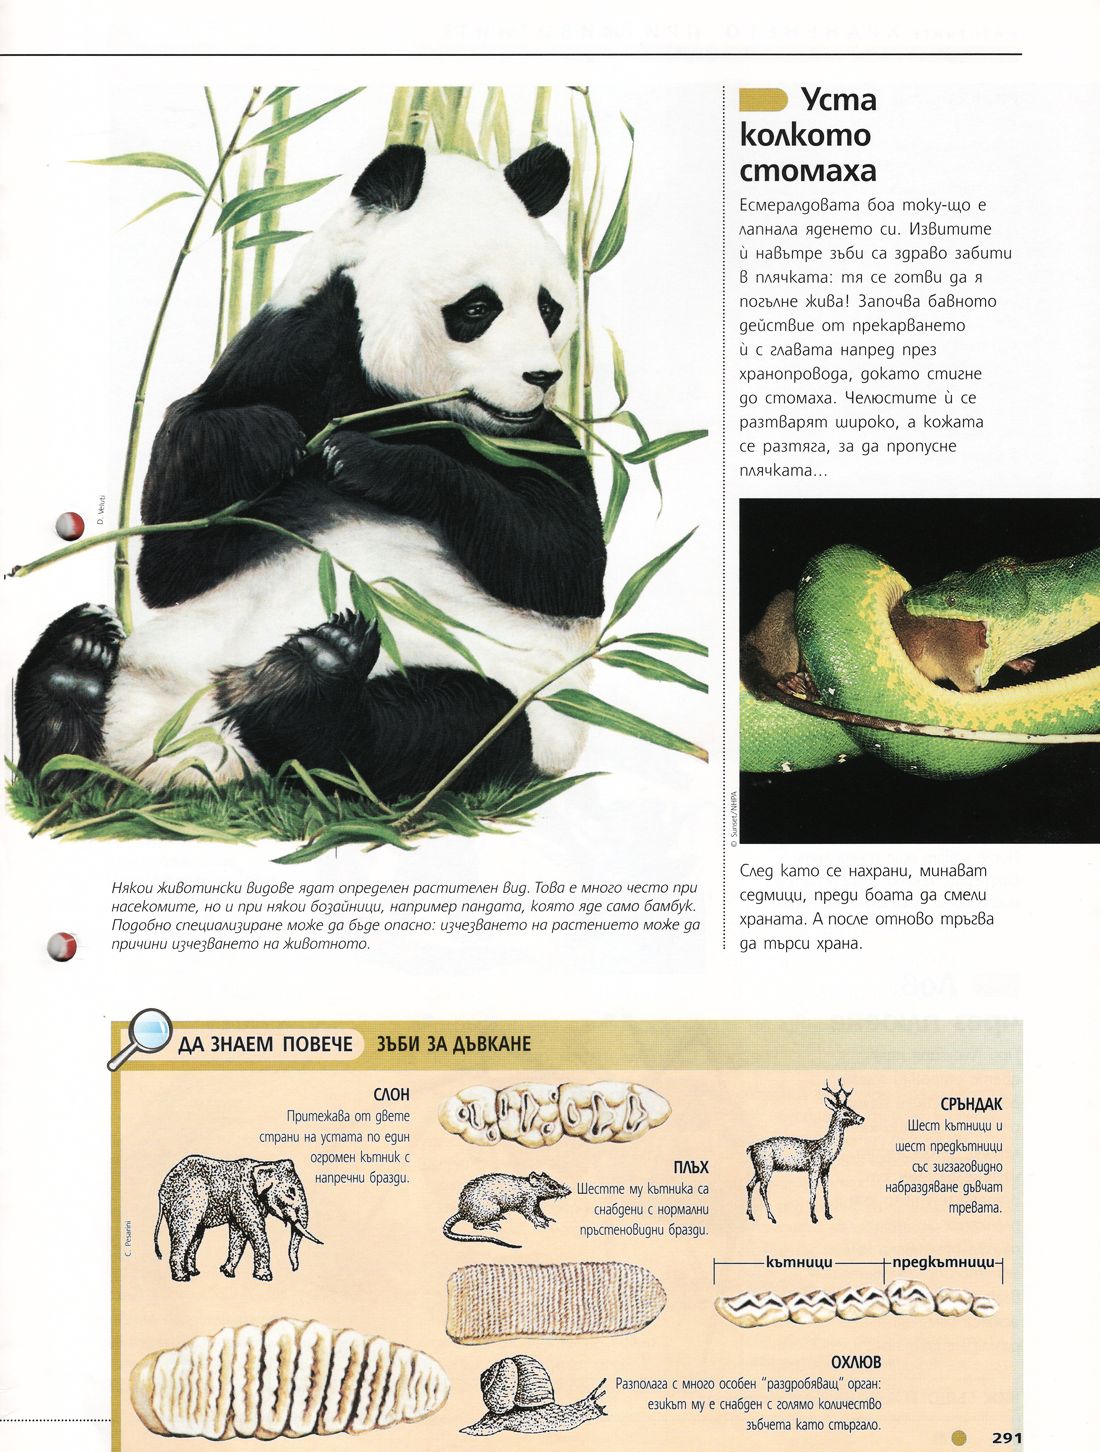 Уста
колкото
стомаха
Есмералдовата боа току-що е
лапнала яденето си. Извитите
ѝ навътре зъби са здраво забити
в плячката: тя се готви да я
погълне жива! Започва бавното
действие от прекарването
ѝ с главата напред през
хранопровода, докато стигне
до стомаха. Челюстите ѝ се
разтварят широко, а кожата
се разтяга, за да пропусне
плячката...
D. Veluti
© Sunset/NHPA
След като се нахрани, минават
седмици, преди боата да смели
храната. А после отново тръгва
да търси храна.
Някои животински видове ядат определен растителен вид. Това е много често при
насекомите, но и при някои бозайници, например пандата, която яде само бамбук.
Подобно специализиране може да бъде опасно: изчезването на растението може да
причини изчезването на животното.
ДА ЗНАЕМ ПОВЕЧЕ ЗЪБИ ЗА ДЪВКАНЕ
СЛОН
Притежава от двете
страни на устата по един
огромен кътник с
напречни бразди.
C. Pesarini
ПЛЪХ
Шестте му кътника са
снабдени с нормални
пръстеновидни бразди.
СРЪНДАК
Шест кътници и
шест предкътници
със зигзаговидно
набраздяване дъвчат
тревата.
кътници предкътници
ОХЛЮВ
Разполага с много особен "раздробяващ" орган:
езикът му е снабден с голямо количество
зъбчета като стъргало.
291